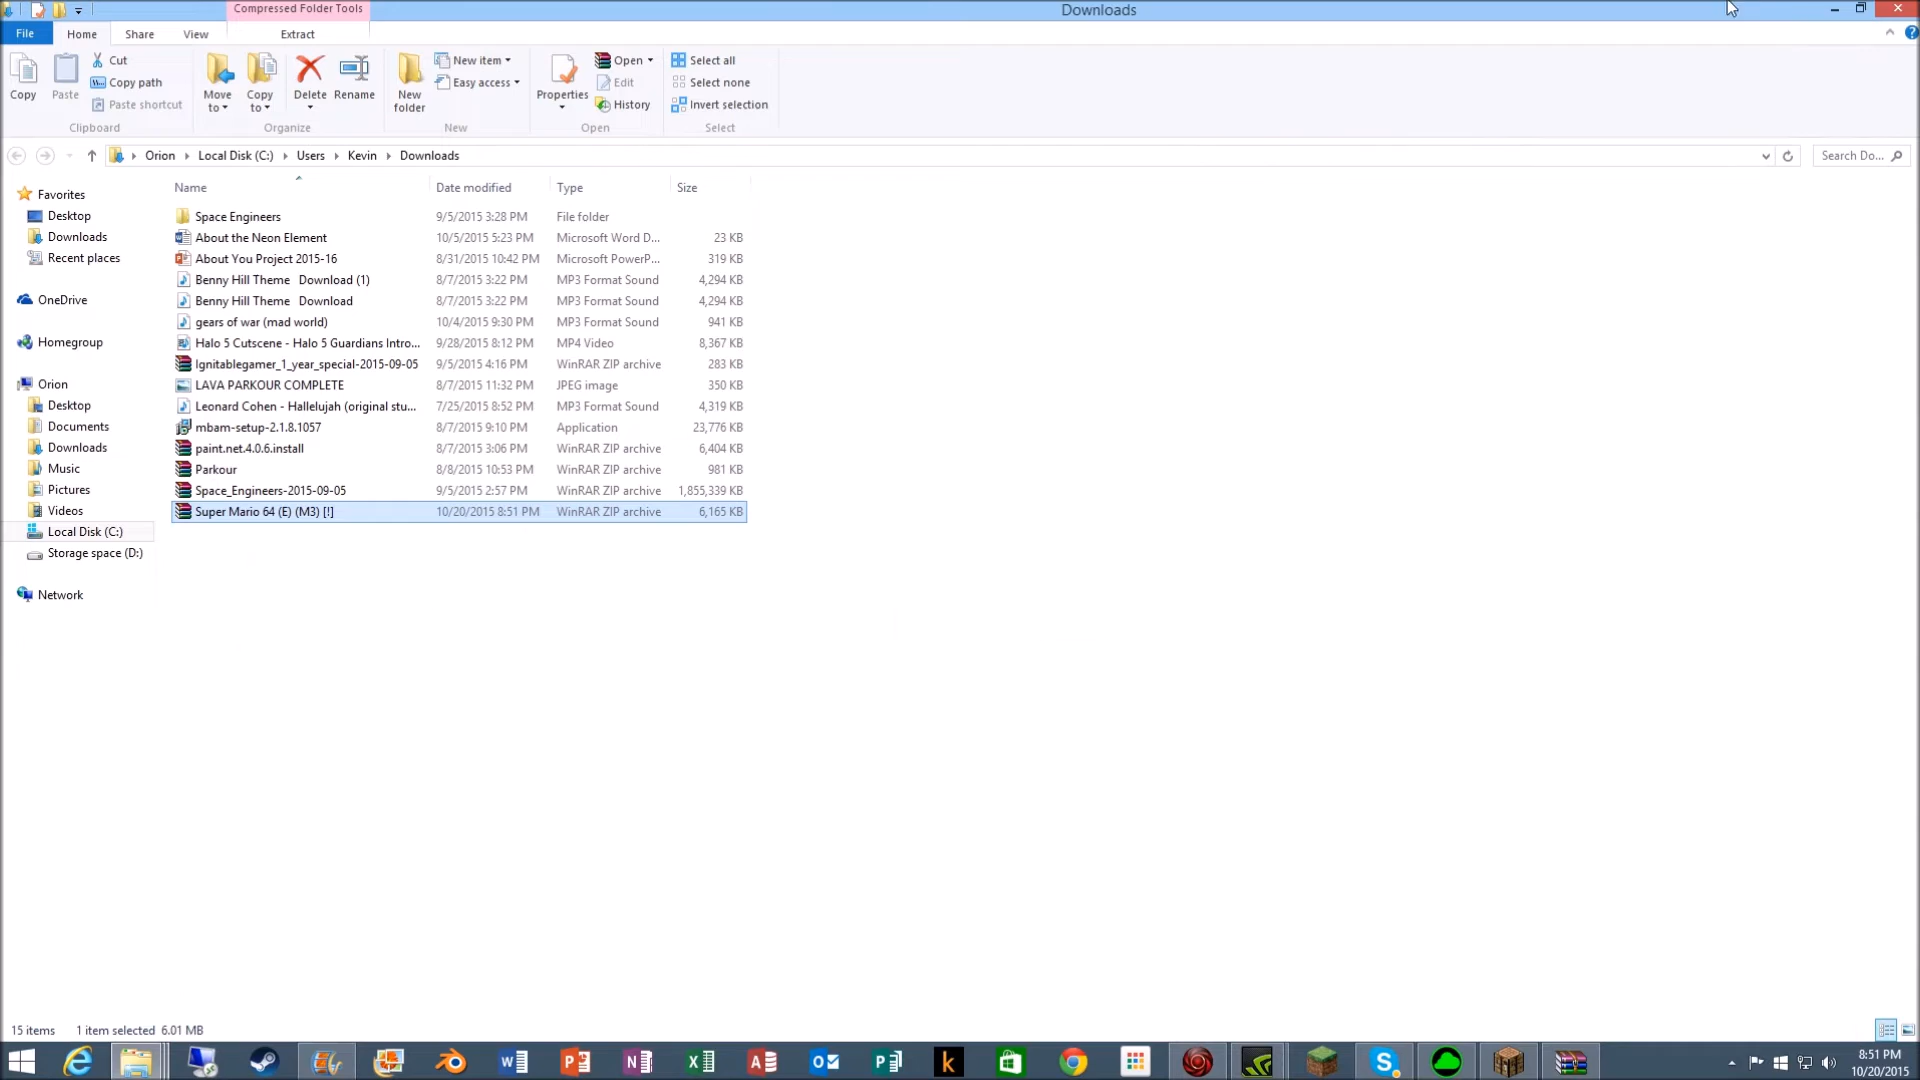 Compressed Folder Tools
Downloads
File Home Share View Extract
Copy
Paste
Cut
Copy path
Paste shortcut
Clipboard
Move to
Copy to
Delete
Rename
Organize
New folder
New item
Easy access
New
Properties
Open
Edit
History
Open
Select all
Select none
Invert selection
Select
Orion Local Disk (C:) Users Kevin Downloads
Search Do...
Name Date modified Type Size
Favorites
Desktop
Downloads
Recent places
OneDrive
Homegroup
Orion
Desktop
Documents
Downloads
Music
Pictures
Videos
Local Disk (C:)
Storage space (D:)
Network
Space Engineers 9/5/2015 3:28 PM File folder
About the Neon Element 10/5/2015 5:23 PM Microsoft Word D... 23 KB
About You Project 2015-16 8/31/2015 10:42 PM Microsoft PowerP... 319 KB
Benny Hill Theme Download (1) 8/7/2015 3:22 PM MP3 Format Sound 4,294 KB
Benny Hill Theme Download 8/7/2015 3:22 PM MP3 Format Sound 4,294 KB
gears of war (mad world) 10/4/2015 9:30 PM MP3 Format Sound 941 KB
Halo 5 Cutscene - Halo 5 Guardians Intro... 9/28/2015 8:12 PM MP4 Video 8,367 KB
Ignitablegamer_1_year_special-2015-09-05 9/5/2015 4:16 PM WinRAR ZIP archive 283 KB
LAVA PARKOUR COMPLETE 8/7/2015 11:32 PM JPEG image 350 KB
Leonard Cohen - Hallelujah (original stu... 7/25/2015 8:52 PM MP3 Format Sound 4,319 KB
mbam-setup-2.1.8.1057 8/7/2015 9:10 PM Application 23,776 KB
paint.net.4.0.6.install 8/7/2015 3:06 PM WinRAR ZIP archive 6,404 KB
Parkour 8/8/2015 10:53 PM WinRAR ZIP archive 981 KB
Space_Engineers-2015-09-05 9/5/2015 2:57 PM WinRAR ZIP archive 1,855,339 KB
Super Mario 64 (E) (M3) [!] 10/20/2015 8:51 PM WinRAR ZIP archive 6,165 KB
15 items 1 item selected 6.01 MB
8:51 PM
10/20/2015